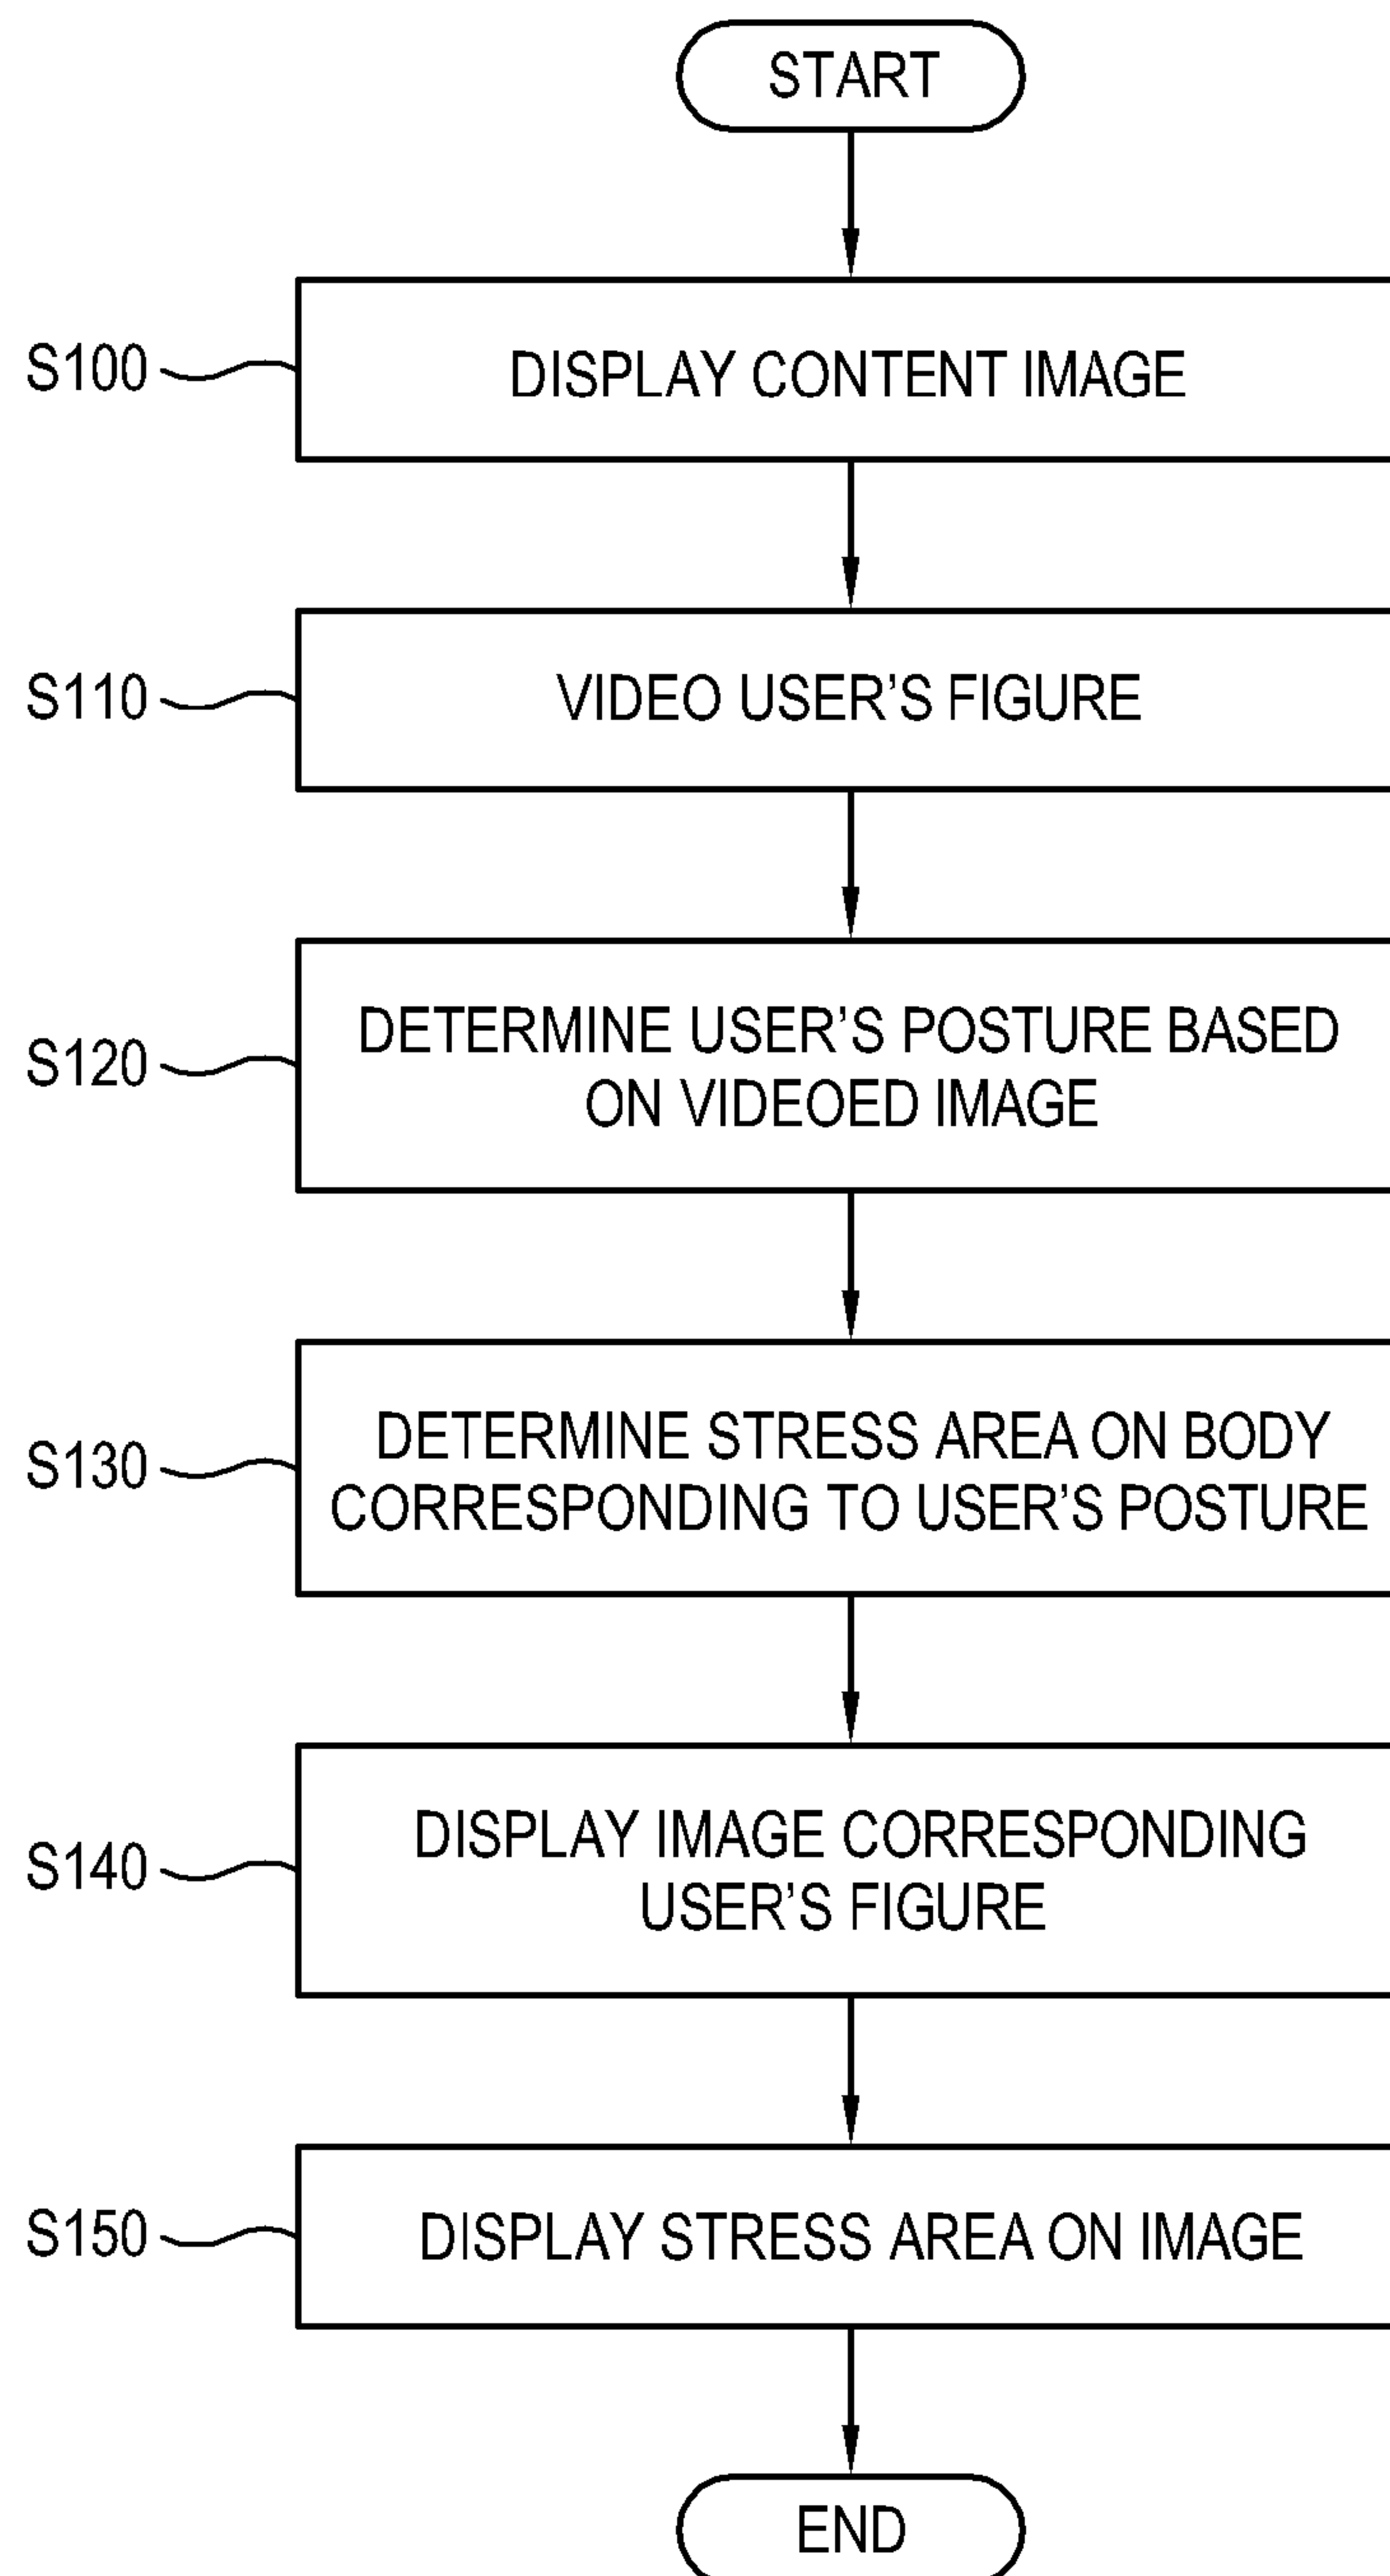 START
S100
DISPLAY CONTENT IMAGE
S110
VIDEO USER’S FIGURE
S120
DETERMINE USER’S POSTURE BASED
ON VIDEOED IMAGE
S130
DETERMINE STRESS AREA ON BODY
CORRESPONDING TO USER’S POSTURE
S140
DISPLAY IMAGE CORRESPONDING
USER’S FIGURE
S150
DISPLAY STRESS AREA ON IMAGE
END